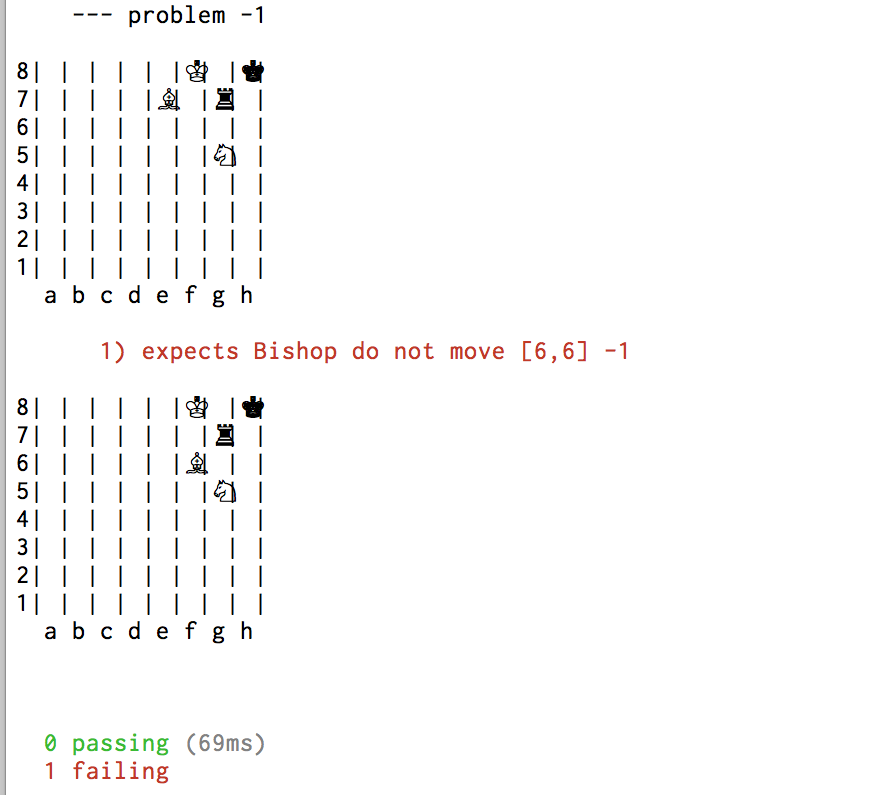 --- problem -1
8| | | | | |♔| |♚|
7| | | | |♗| |♜| |
6| | | | | | | | |
5| | | | | | |♘| |
4| | | | | | | | |
3| | | | | | | | |
2| | | | | | | | |
1| | | | | | | | |
a b c d e f g h
1) expects Bishop do not move [6,6] -1
8| | | | | |♔| |♚|
7| | | | | | |♜| |
6| | | | | |♗| | |
5| | | | | | |♘| |
4| | | | | | | | |
3| | | | | | | | |
2| | | | | | | | |
1| | | | | | | | |
a b c d e f g h
0 passing (69ms)
1 failing